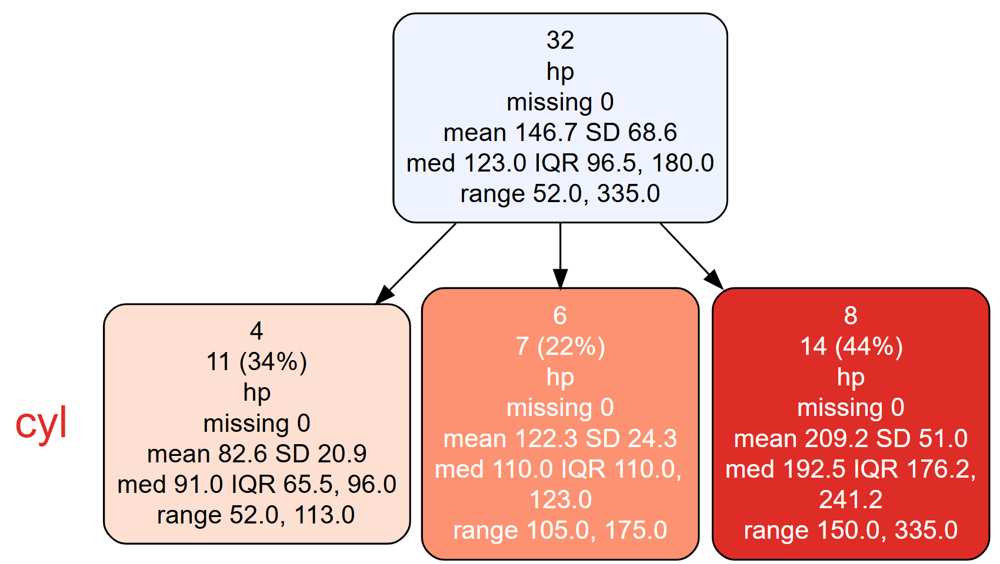 32
hp
missing 0
mean 146.7 SD 68.6
med 123.0 IQR 96.5, 180.0
range 52.0, 335.0
cyl
4
11 (34%)
hp
missing 0
mean 82.6 SD 20.9
med 91.0 IQR 65.5, 96.0
range 52.0, 113.0
6
7 (22%)
hp
missing 0
mean 122.3 SD 24.3
med 110.0 IQR 110.0,
123.0
range 105.0, 175.0
8
14 (44%)
hp
missing 0
mean 209.2 SD 51.0
med 192.5 IQR 176.2,
241.2
range 150.0, 335.0